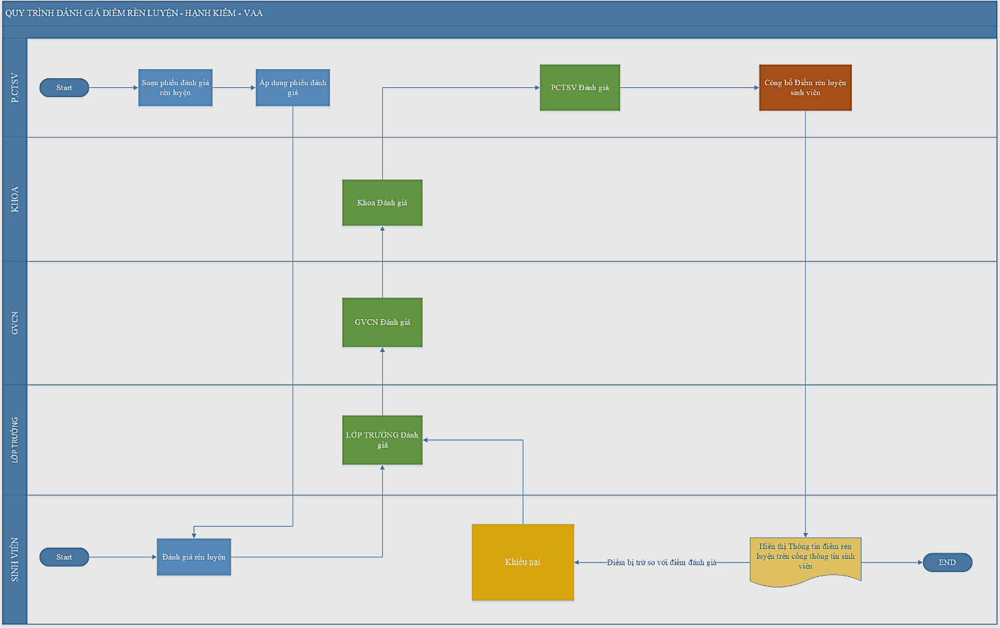 QUY TRÌNH ĐÁNH GIÁ ĐIỂM RÈN LUYỆN - HẠNH KIỂM - VAA
P.CTSV
Start
Soạn phiếu đánh giá
rèn luyện
Áp dụng phiếu đánh
giá
PCTSV Đánh giá
Công bố Điểm rèn luyện
sinh viên
KHOA
Khoa Đánh giá
GVCN
GVCN Đánh giá
LỚP TRƯỞNG
LỚP TRƯỞNG Đánh
giá
SINH VIÊN
Start
Đánh giá rèn luyện
Khiếu nại
Điểm bị trừ so với điểm đánh giá
Hiển thị Thông tin điểm rèn
luyện trên cổng thông tin sinh
viên
END